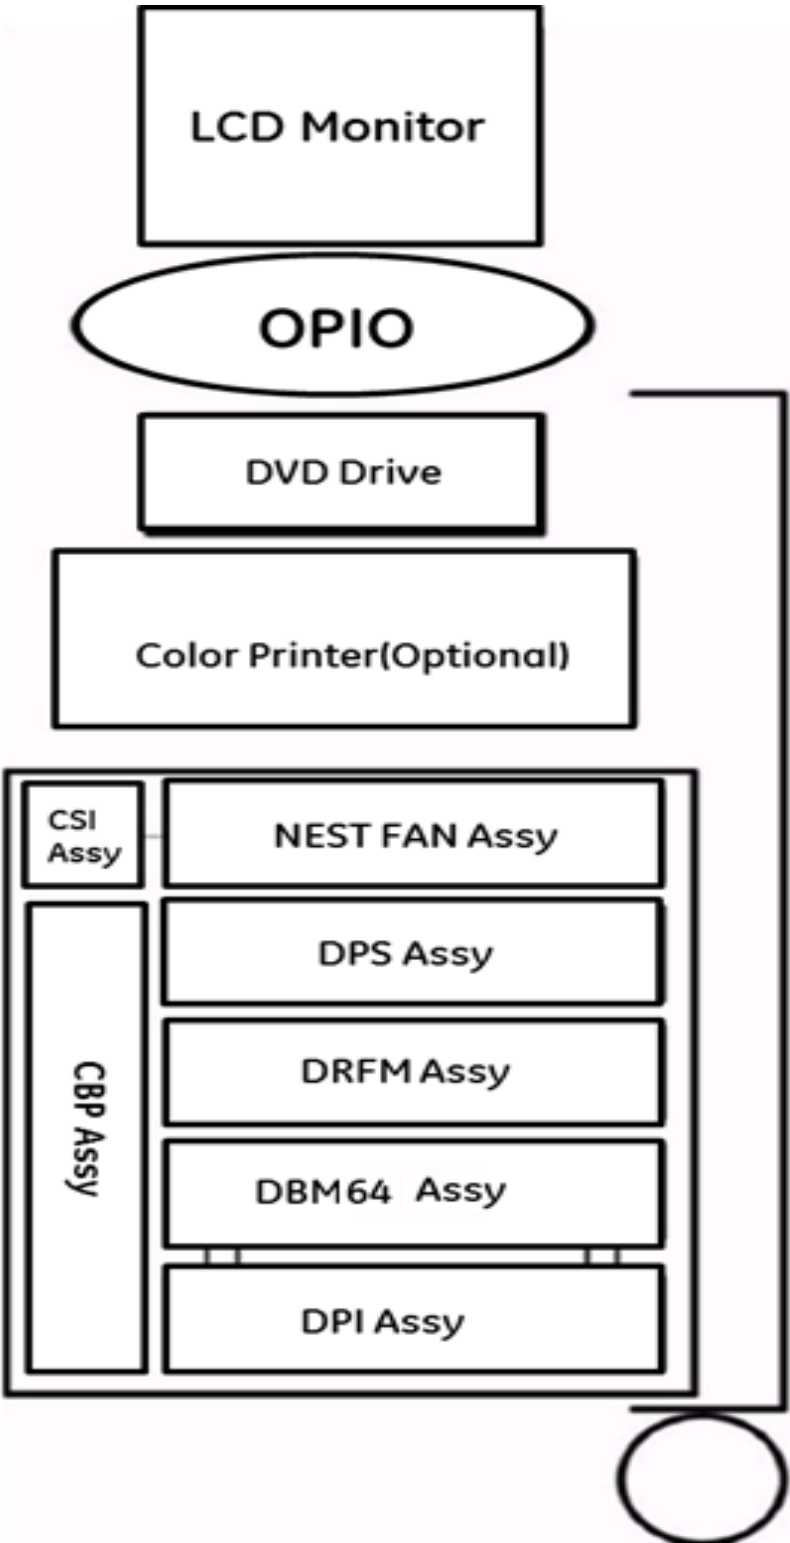 LCD Monitor
OPIO
DVD Drive
Color Printer(Optional)
CSI
Assy
NEST FAN Assy
DPS Assy
DRFM Assy
DBM64 Assy
DPI Assy
CBP Assy